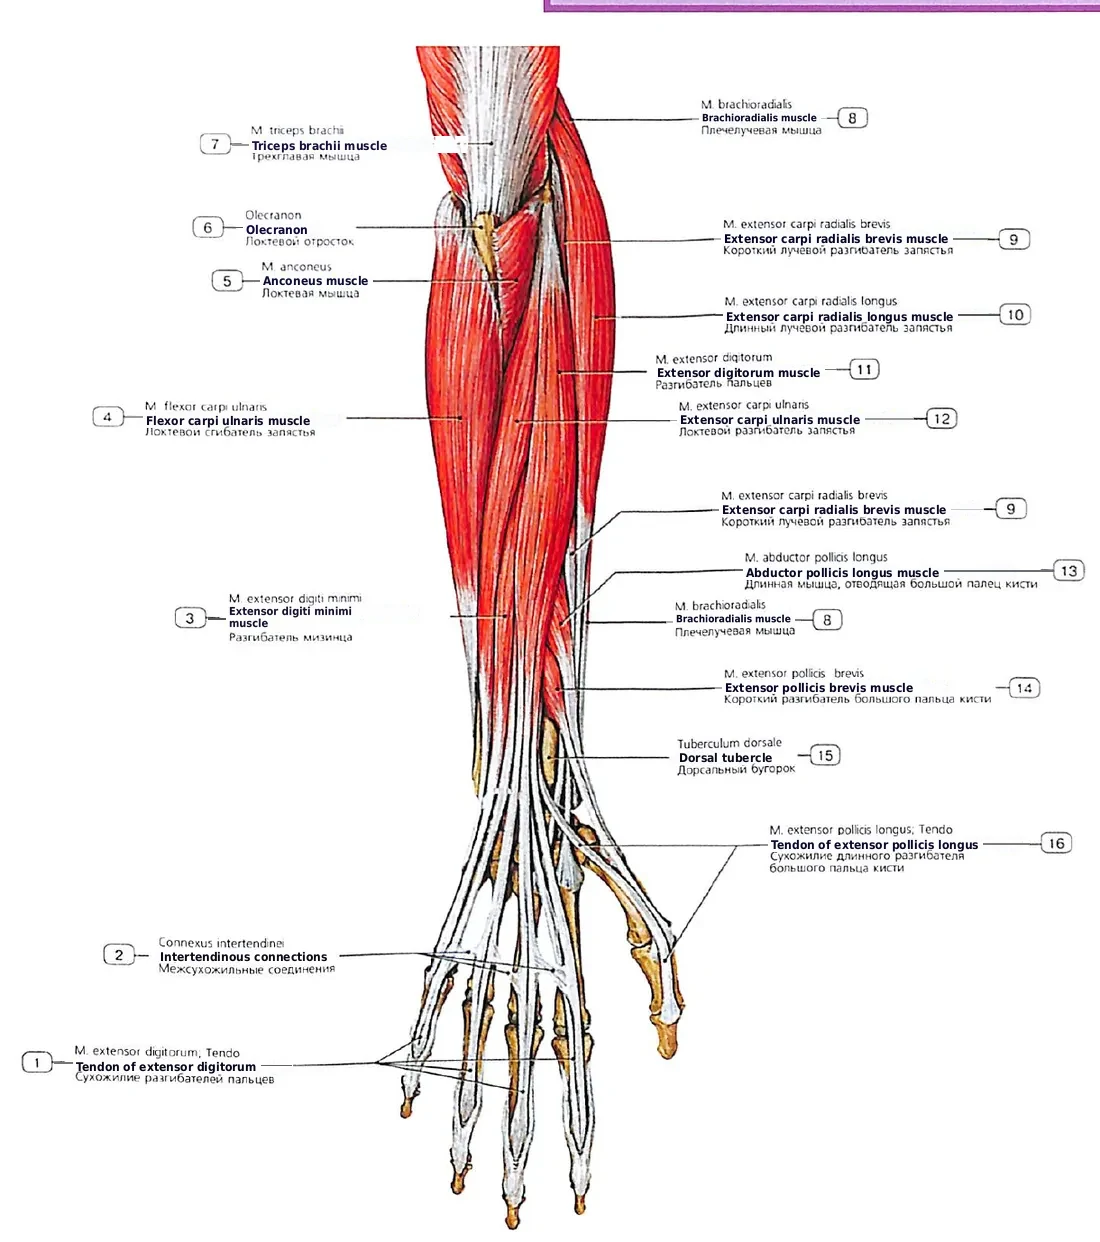 M. brachioradialis
Brachioradialis muscle
Плечелучевая мышца
8
M. triceps brachii
7
Triceps brachii muscle
Трехглавая мышца
Olecranon
6
Olecranon
Локтевой отросток
M. extensor carpi radialis brevis
Extensor carpi radialis brevis muscle
9
Короткий лучевой разгибатель запястья
M. anconeus
5
Anconeus muscle
Локтевая мышца
M. extensor carpi radialis longus
Extensor carpi radialis longus muscle
10
Длинный лучевой разгибатель запястья
M. extensor digitorum
Extensor digitorum muscle
11
Разгибатель пальцев
M. flexor carpi ulnaris
4
Flexor carpi ulnaris muscle
Локтевой сгибатель запястья
M. extensor carpi ulnaris
Extensor carpi ulnaris muscle
12
Локтевой разгибатель запястья
M. extensor carpi radialis brevis
Extensor carpi radialis brevis muscle
9
Короткий лучевой разгибатель запястья
M. abductor pollicis longus
Abductor pollicis longus muscle
13
Длинная мышца, отводящая большой палец кисти
M. extensor digiti minimi
3
Extensor digiti minimi
muscle
Разгибатель мизинца
M. brachioradialis
Brachioradialis muscle
8
Плечелучевая мышца
M. extensor pollicis brevis
Extensor pollicis brevis muscle
14
Короткий разгибатель большого пальца кисти
Tuberculum dorsale
Dorsal tubercle
15
Дорсальный бугорок
M. extensor pollicis longus; Tendo
Tendon of extensor pollicis longus
16
Сухожилие длинного разгибателя
большого пальца кисти
Connexus intertendinei
2
Intertendinous connections
Межсухожильные соединения
M. extensor digitorum; Tendo
1
Tendon of extensor digitorum
Сухожилие разгибателей пальцев